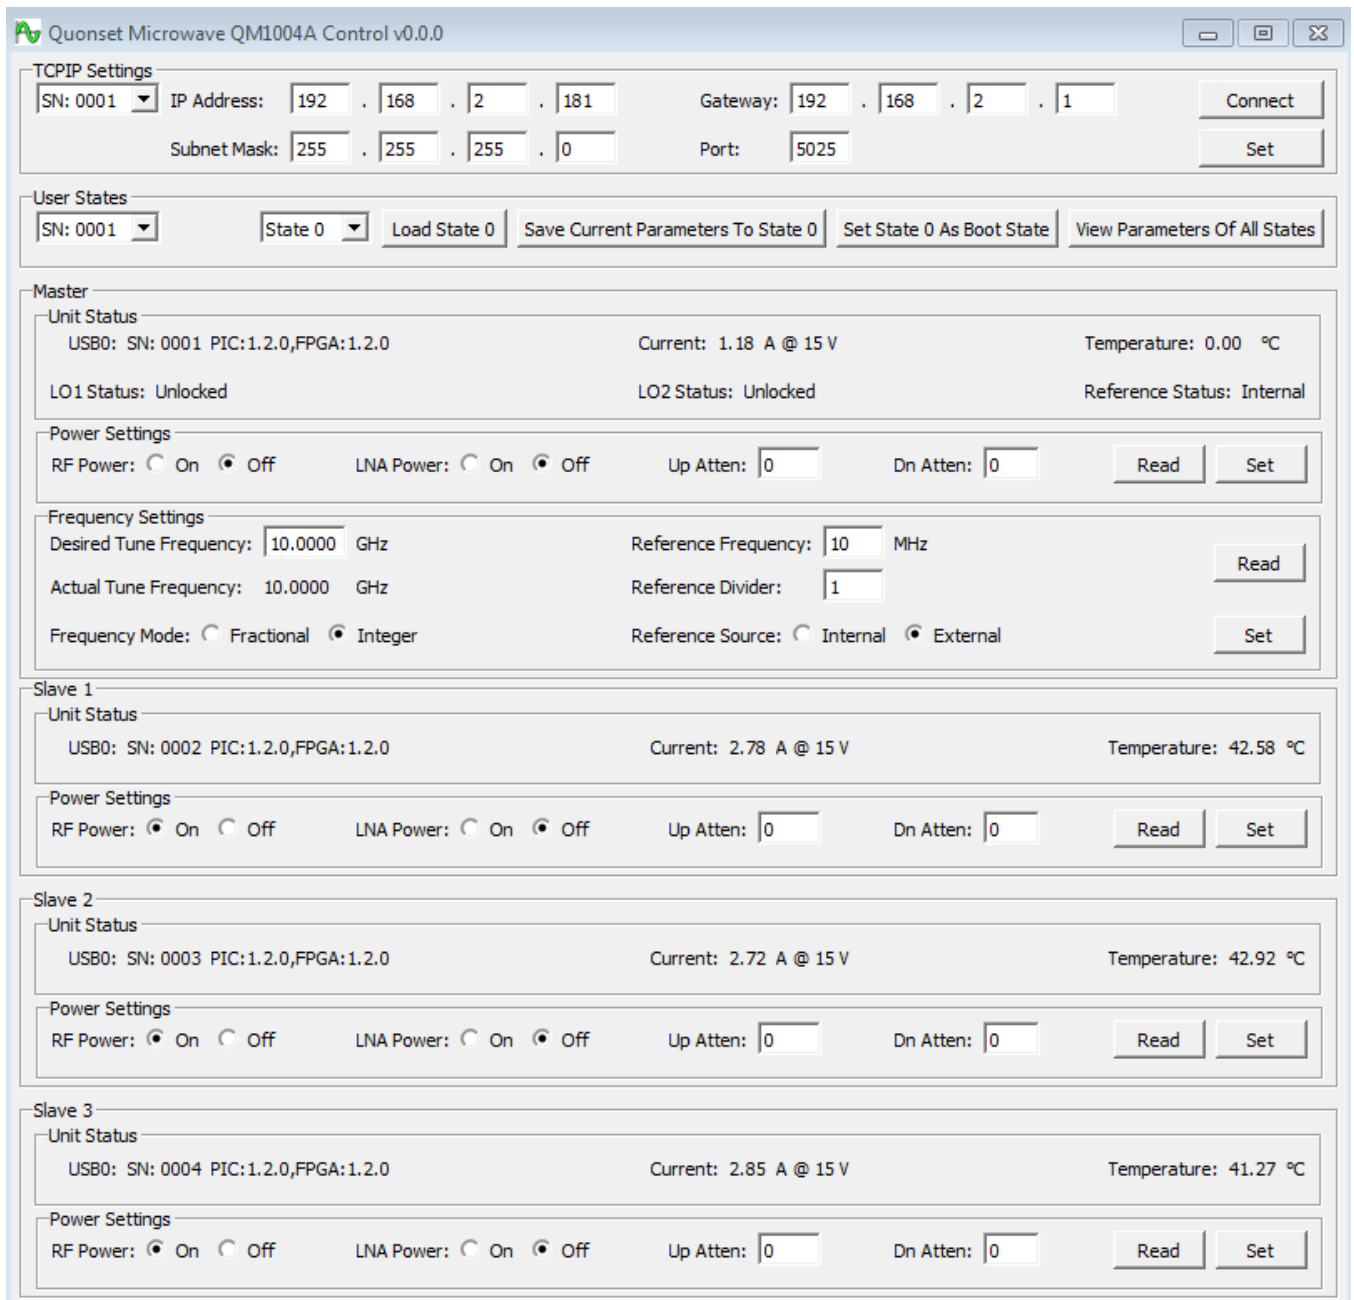 Quonset Microwave QM1004A Control v0.0.0
TCPIP Settings
SN: 0001 IP Address: 192 . 168 . 2 . 181 Gateway: 192 . 168 . 2 . 1 Connect
Subnet Mask: 255 . 255 . 255 . 0 Port: 5025 Set
User States
SN: 0001 State 0 Load State 0 Save Current Parameters To State 0 Set State 0 As Boot State View Parameters Of All States
Master
Unit Status
USB0: SN: 0001 PIC:1.2.0,FPGA:1.2.0 Current: 1.18 A @ 15 V Temperature: 0.00 ºC
LO1 Status: Unlocked LO2 Status: Unlocked Reference Status: Internal
Power Settings
RF Power: On Off LNA Power: On Off Up Atten: 0 Dn Atten: 0 Read Set
Frequency Settings
Desired Tune Frequency: 10.0000 GHz Reference Frequency: 10 MHz
Read
Actual Tune Frequency: 10.0000 GHz Reference Divider: 1
Frequency Mode: Fractional Integer Reference Source: Internal External Set
Slave 1
Unit Status
USB0: SN: 0002 PIC:1.2.0,FPGA:1.2.0 Current: 2.78 A @ 15 V Temperature: 42.58 ºC
Power Settings
RF Power: On Off LNA Power: On Off Up Atten: 0 Dn Atten: 0 Read Set
Slave 2
Unit Status
USB0: SN: 0003 PIC:1.2.0,FPGA:1.2.0 Current: 2.72 A @ 15 V Temperature: 42.92 ºC
Power Settings
RF Power: On Off LNA Power: On Off Up Atten: 0 Dn Atten: 0 Read Set
Slave 3
Unit Status
USB0: SN: 0004 PIC:1.2.0,FPGA:1.2.0 Current: 2.85 A @ 15 V Temperature: 41.27 ºC
Power Settings
RF Power: On Off LNA Power: On Off Up Atten: 0 Dn Atten: 0 Read Set